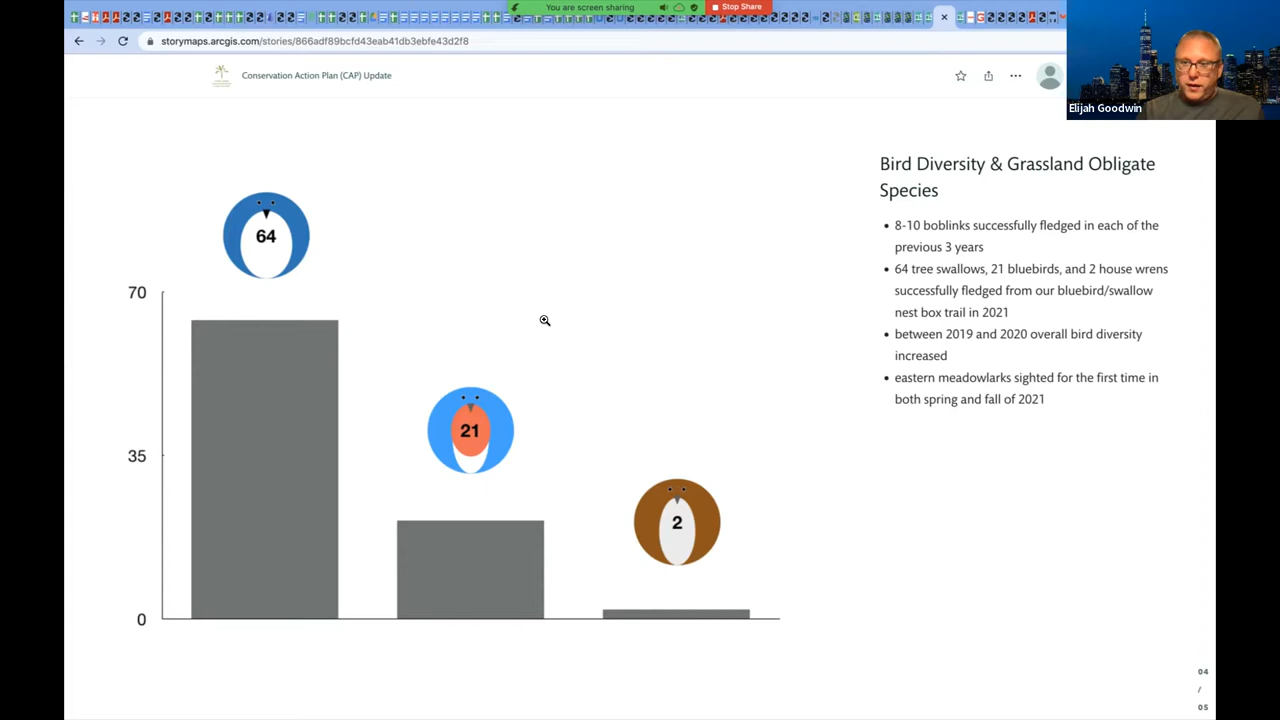 You are screen sharing
Stop Share
storymaps.arcgis.com/stories/866adf89bcfd43eab41db3ebfe43d2f8
Conservation Action Plan (CAP) Update
Elijah Goodwin
Bird Diversity & Grassland Obligate
Species
8-10 boblinks successfully fledged in each of the
previous 3 years
64 tree swallows, 21 bluebirds, and 2 house wrens
successfully fledged from our bluebird/swallow
nest box trail in 2021
between 2019 and 2020 overall bird diversity
increased
eastern meadowlarks sighted for the first time in
both spring and fall of 2021
64
70
21
35
2
0
04
/
05